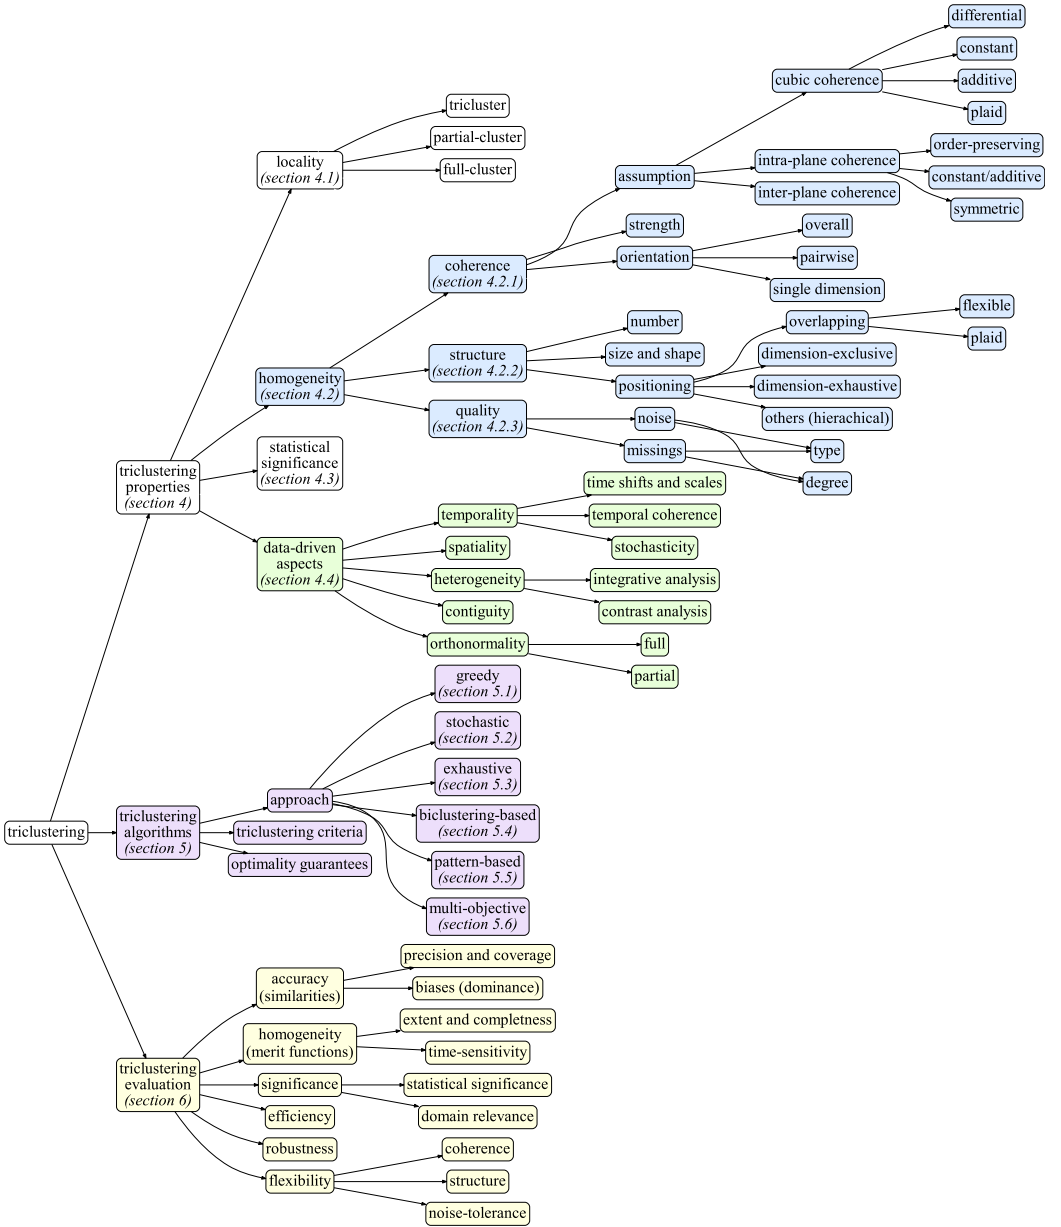 triclustering
triclustering
properties
(section 4)
locality
(section 4.1)
tricluster
partial-cluster
full-cluster
homogeneity
(section 4.2)
coherence
(section 4.2.1)
assumption
cubic coherence
differential
constant
additive
plaid
intra-plane coherence
order-preserving
constant/additive
symmetric
inter-plane coherence
strength
orientation
overall
pairwise
single dimension
structure
(section 4.2.2)
number
size and shape
positioning
overlapping
flexible
plaid
dimension-exclusive
dimension-exhaustive
others (hierachical)
quality
(section 4.2.3)
noise
missings
type
degree
statistical
significance
(section 4.3)
data-driven
aspects
(section 4.4)
temporality
time shifts and scales
temporal coherence
stochasticity
spatiality
heterogeneity
integrative analysis
contrast analysis
contiguity
orthonormality
full
partial
triclustering
algorithms
(section 5)
approach
greedy
(section 5.1)
stochastic
(section 5.2)
exhaustive
(section 5.3)
biclustering-based
(section 5.4)
pattern-based
(section 5.5)
multi-objective
(section 5.6)
triclustering criteria
optimality guarantees
triclustering
evaluation
(section 6)
accuracy
(similarities)
precision and coverage
biases (dominance)
homogeneity
(merit functions)
extent and completness
time-sensitivity
significance
statistical significance
domain relevance
efficiency
robustness
flexibility
coherence
structure
noise-tolerance